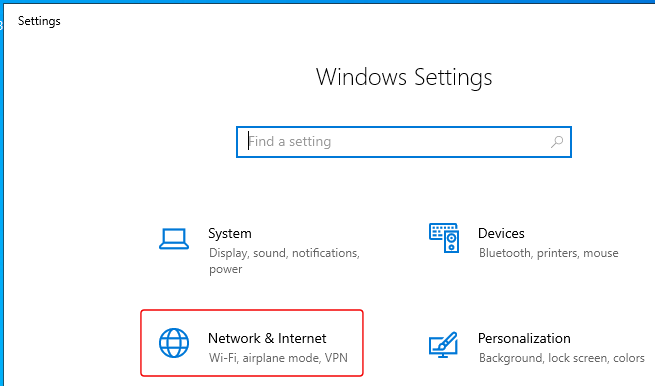 Settings
Windows Settings
Find a setting
System
Display, sound, notifications,
power
Devices
Bluetooth, printers, mouse
Network & Internet
Wi-Fi, airplane mode, VPN
Personalization
Background, lock screen, colors